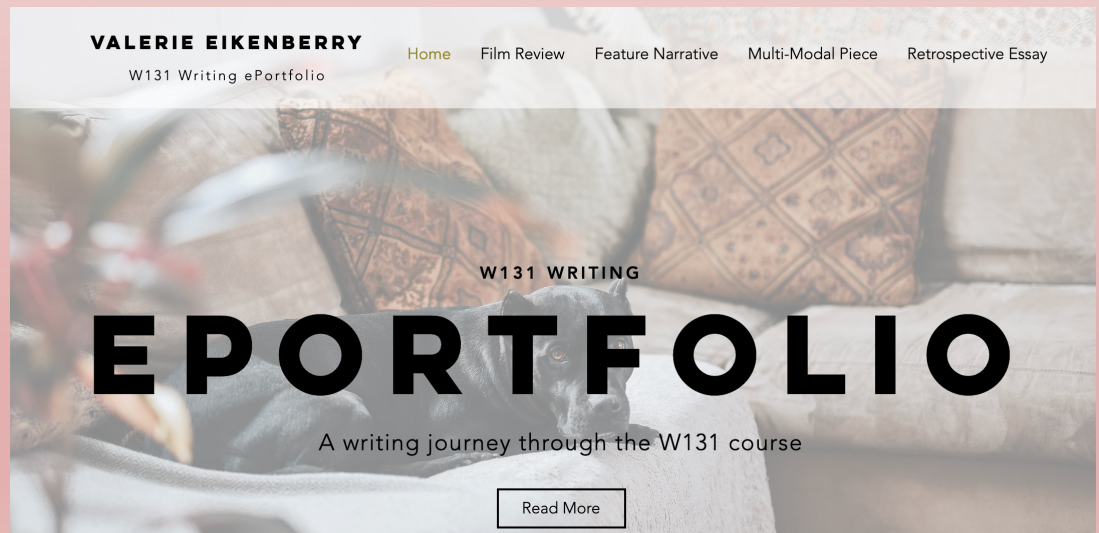 VALERIE EIKENBERRY
W131 Writing ePortfolio
Home Film Review Feature Narrative Multi-Modal Piece Retrospective Essay
W131 WRITING
EPORTFOLIO
A writing journey through the W131 course
Read More